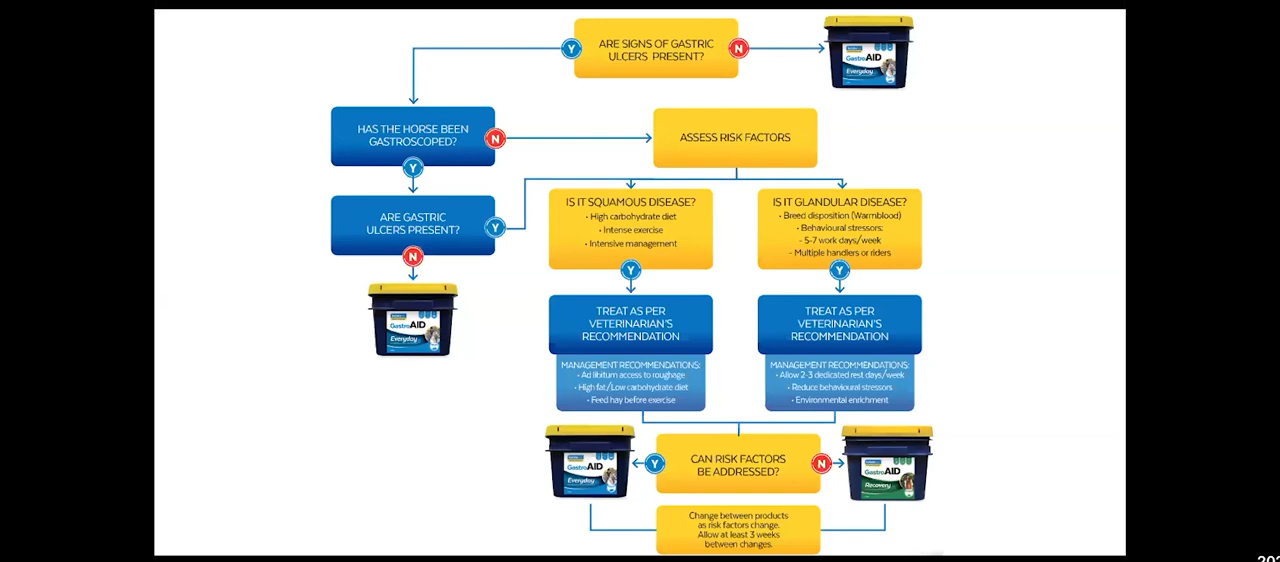 ARE SIGNS OF GASTRIC
ULCERS PRESENT?
Y
N
GastroAID
Everyday
HAS THE HORSE BEEN
GASTROSCOPED?
N
Y
ASSESS RISK FACTORS
ARE GASTRIC
ULCERS PRESENT?
Y
N
GastroAID
Everyday
IS IT SQUAMOUS DISEASE?
• High carbohydrate diet
• Intense exercise
• Intensive management
Y
IS IT GLANDULAR DISEASE?
• Breed disposition (Warmblood)
• Behavioural stressors:
- 5-7 work days/week
- Multiple handlers or riders
Y
TREAT AS PER
VETERINARIAN'S
RECOMMENDATION
MANAGEMENT RECOMMENDATIONS:
• Ad libitum access to roughage
• High fat/Low carbohydrate diet
• Feed hay before exercise
TREAT AS PER
VETERINARIAN'S
RECOMMENDATION
MANAGEMENT RECOMMENDATIONS:
• Allow 2-3 dedicated rest days/week
• Reduce behavioural stressors
• Environmental enrichment
GastroAID
Everyday
Y
CAN RISK FACTORS
BE ADDRESSED?
N
GastroAID
Recovery
Change between products
as risk factors change.
Allow at least 3 weeks
between changes.